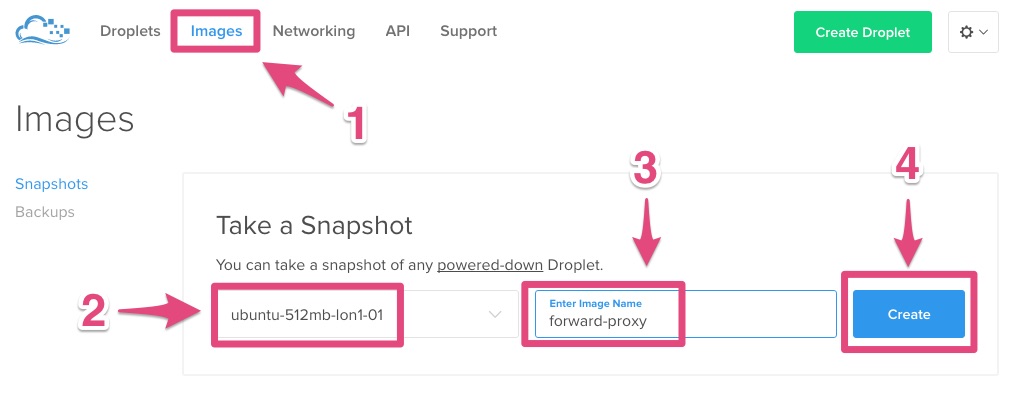 Droplets Images Networking API Support Create Droplet
1
Images
Snapshots
Backups
3
4
Take a Snapshot
You can take a snapshot of any powered-down Droplet.
2
ubuntu-512mb-lon1-01
Enter Image Name
forward-proxy
Create